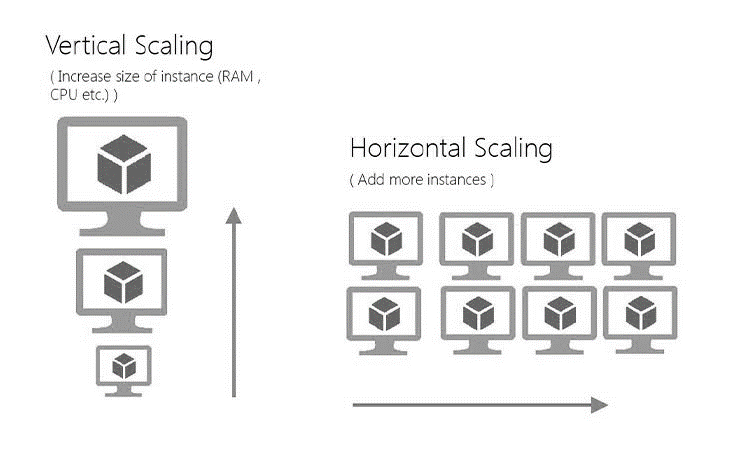 Vertical Scaling
( Increase size of instance (RAM ,
CPU etc.) )
Horizontal Scaling
( Add more instances )